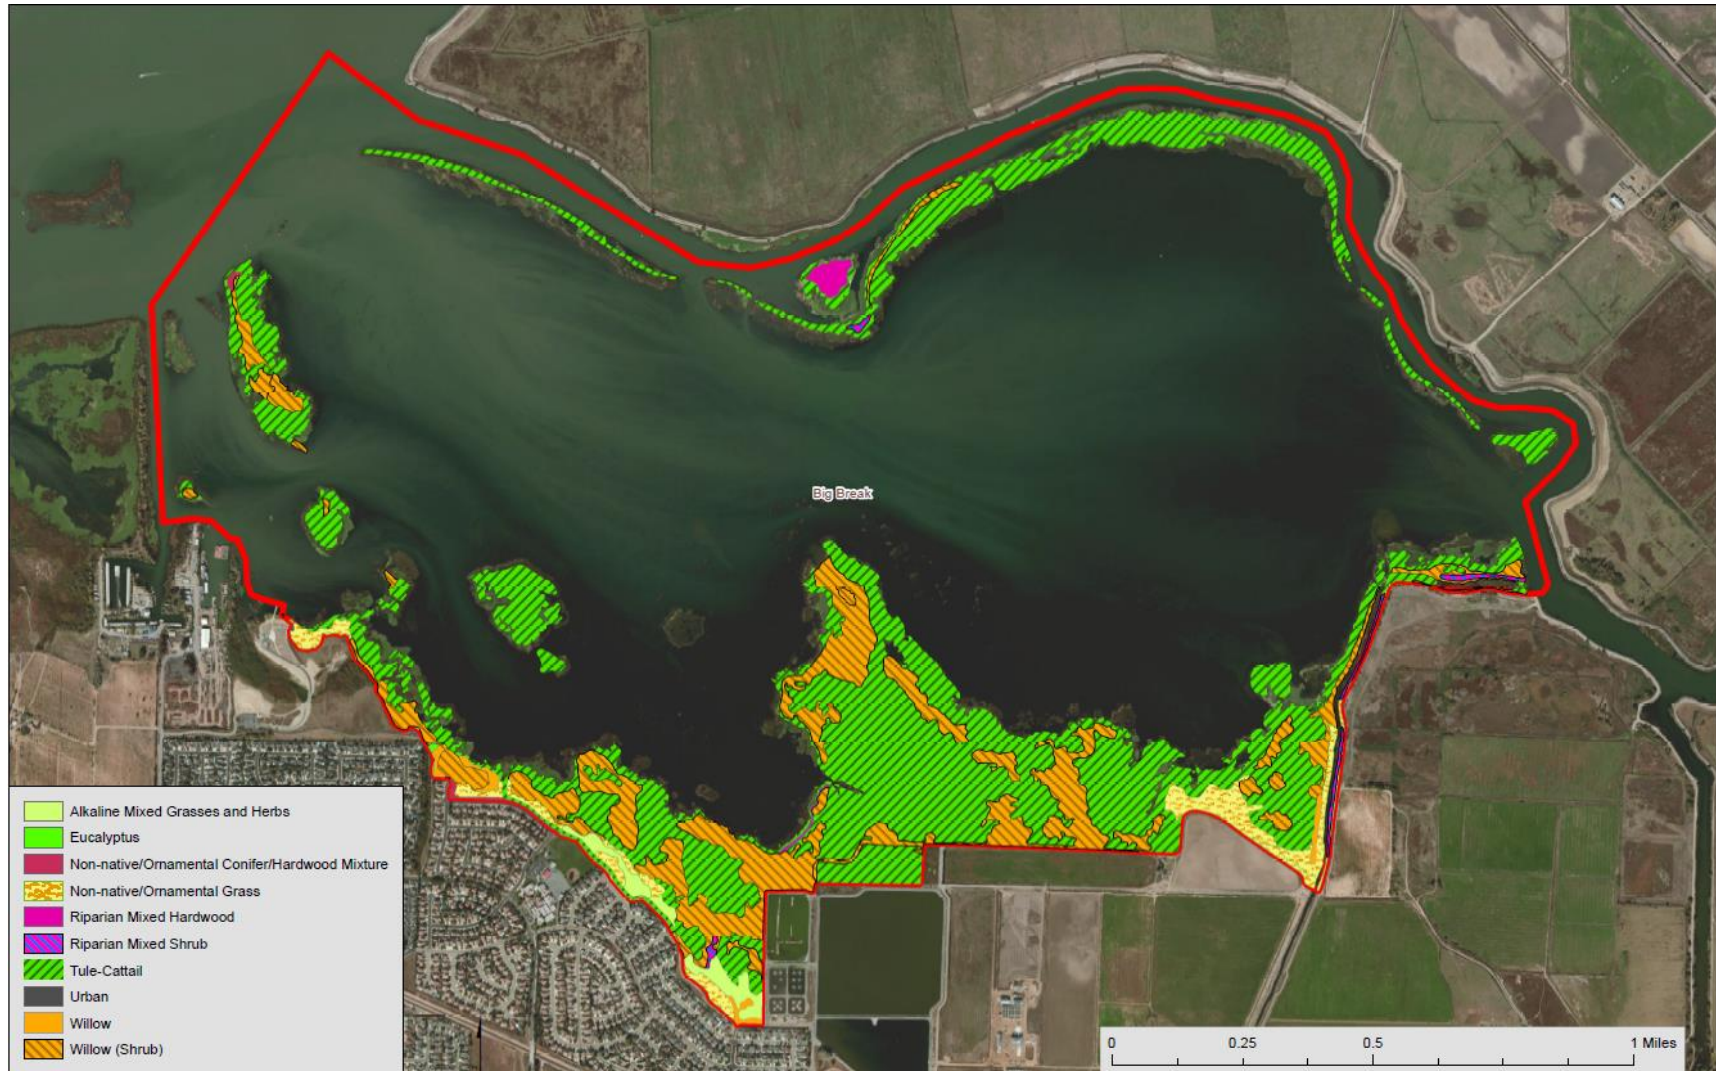 Big Break
Alkaline Mixed Grasses and Herbs
Eucalyptus
Non-native/Ornamental Conifer/Hardwood Mixture
Non-native/Ornamental Grass
Riparian Mixed Hardwood
Riparian Mixed Shrub
Tule-Cattail
Urban
Willow
Willow (Shrub)
0 0.25 0.5 1 Miles